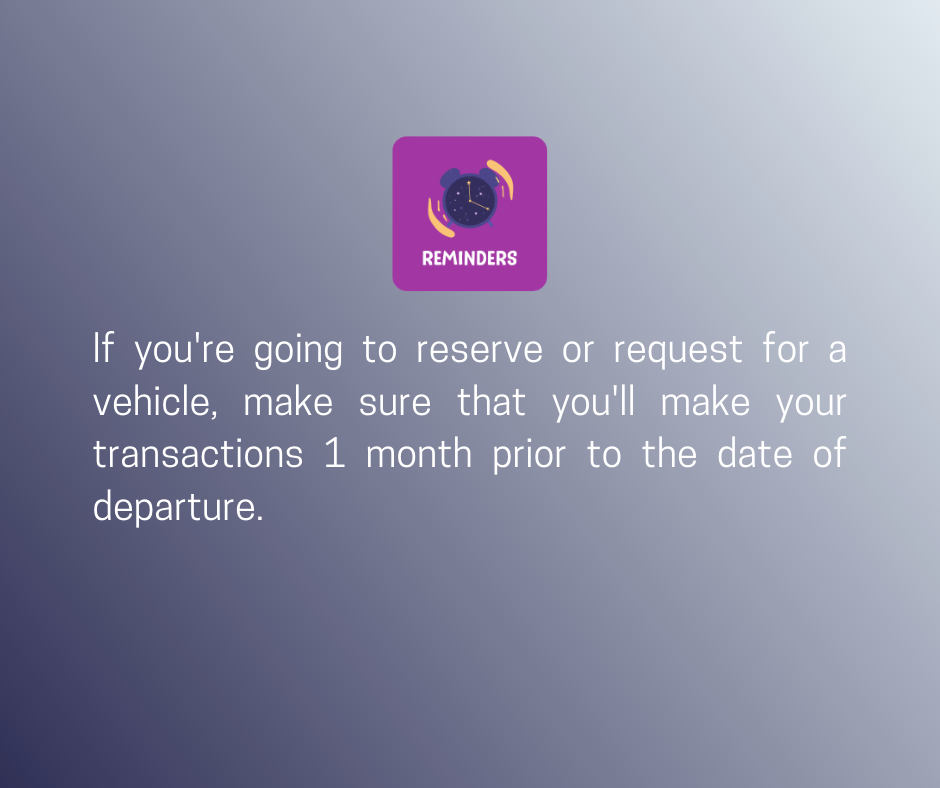 REMINDERS
If you're going to reserve or request for a
vehicle, make sure that you'll make your
transactions 1 month prior to the date of
departure.